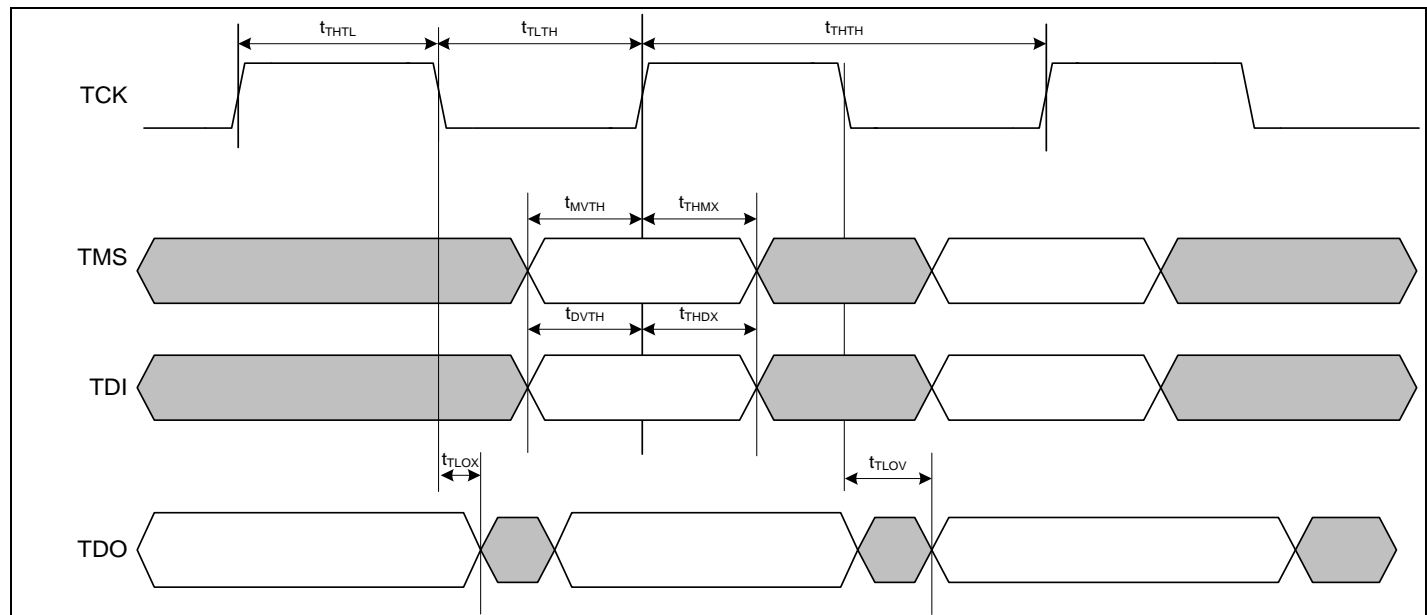 tTHTL tTLTH tTHTH
TCK
tMVTH tTHMX
TMS
tDVTH tTHDX
TDI
tTLOX tTLOV
TDO